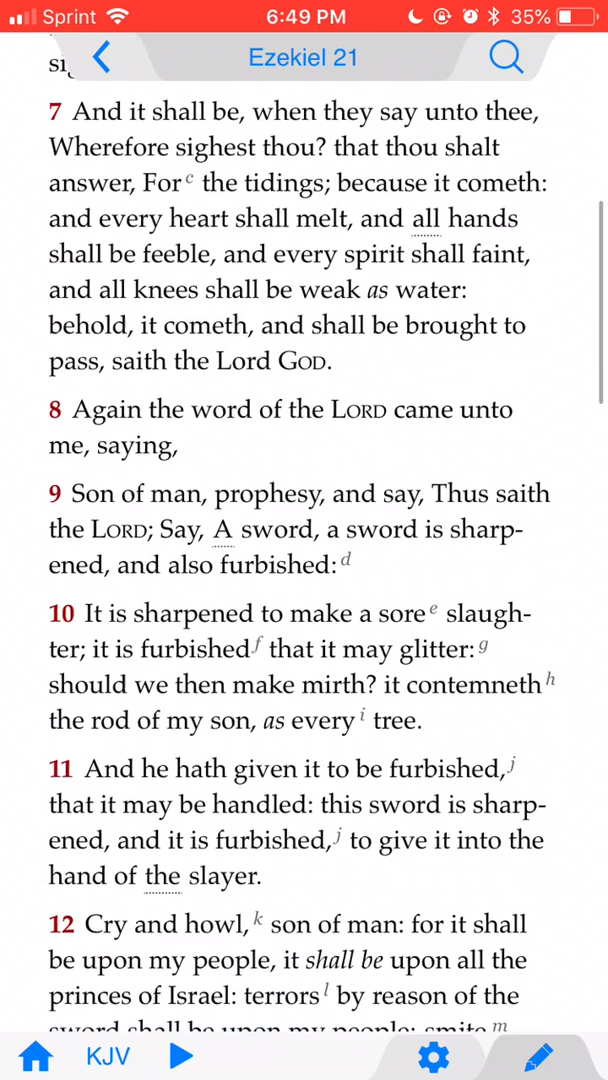 Sprint 6:49 PM 35%
Ezekiel 21
7 And it shall be, when they say unto thee,
Wherefore sighest thou? that thou shalt
answer, For c the tidings; because it cometh:
and every heart shall melt, and all hands
shall be feeble, and every spirit shall faint,
and all knees shall be weak as water:
behold, it cometh, and shall be brought to
pass, saith the Lord GOD.
8 Again the word of the LORD came unto
me, saying,
9 Son of man, prophesy, and say, Thus saith
the LORD; Say, A sword, a sword is sharp-
ened, and also furbished: d
10 It is sharpened to make a sore e slaugh-
ter; it is furbished f that it may glitter: g
should we then make mirth? it contemneth h
the rod of my son, as every i tree.
11 And he hath given it to be furbished, j
that it may be handled: this sword is sharp-
ened, and it is furbished, j to give it into the
hand of the slayer.
12 Cry and howl, k son of man: for it shall
be upon my people, it shall be upon all the
princes of Israel: terrors l by reason of the
sword shall be upon my people: smite m
KJV